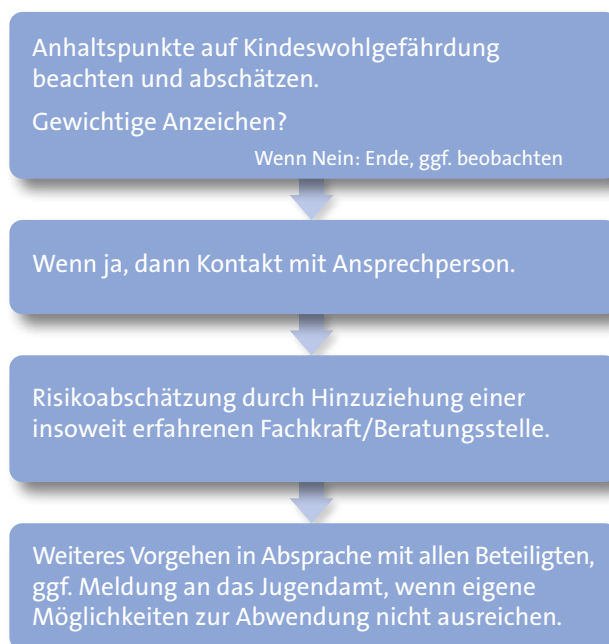 Anhaltspunkte auf Kindeswohlgefährdung
beachten und abschätzen.
Gewichtige Anzeichen?
Wenn Nein: Ende, ggf. beobachten
Wenn ja, dann Kontakt mit Ansprechperson.
Risikoabschätzung durch Hinzuziehung einer
insoweit erfahrenen Fachkraft/Beratungsstelle.
Weiteres Vorgehen in Absprache mit allen Beteiligten,
ggf. Meldung an das Jugendamt, wenn eigene
Möglichkeiten zur Abwendung nicht ausreichen.